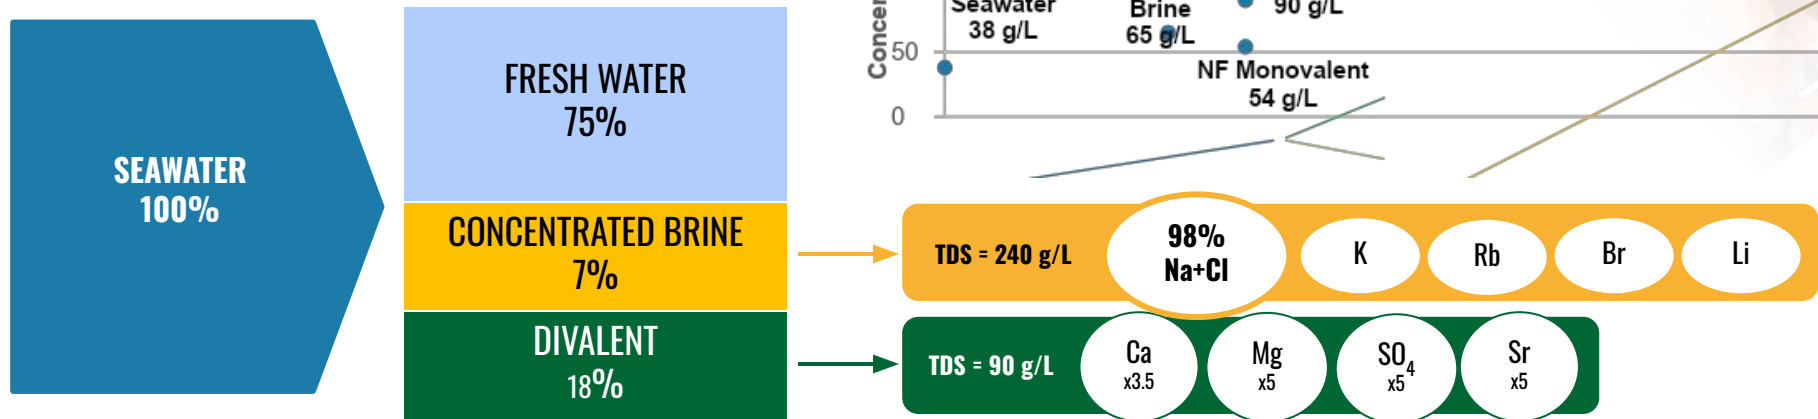 SEAWATER
100%
FRESH WATER
75%
CONCENTRATED BRINE
7%
DIVALENT
18%
Seawater
38 g/L
Brine
65 g/L
90 g/L
50
NF Monovalent
54 g/L
0
TDS = 240 g/L
98%
Na+Cl
K
Rb
Br
Li
TDS = 90 g/L
Ca
x3.5
Mg
x5
SO₄
x5
Sr
x5